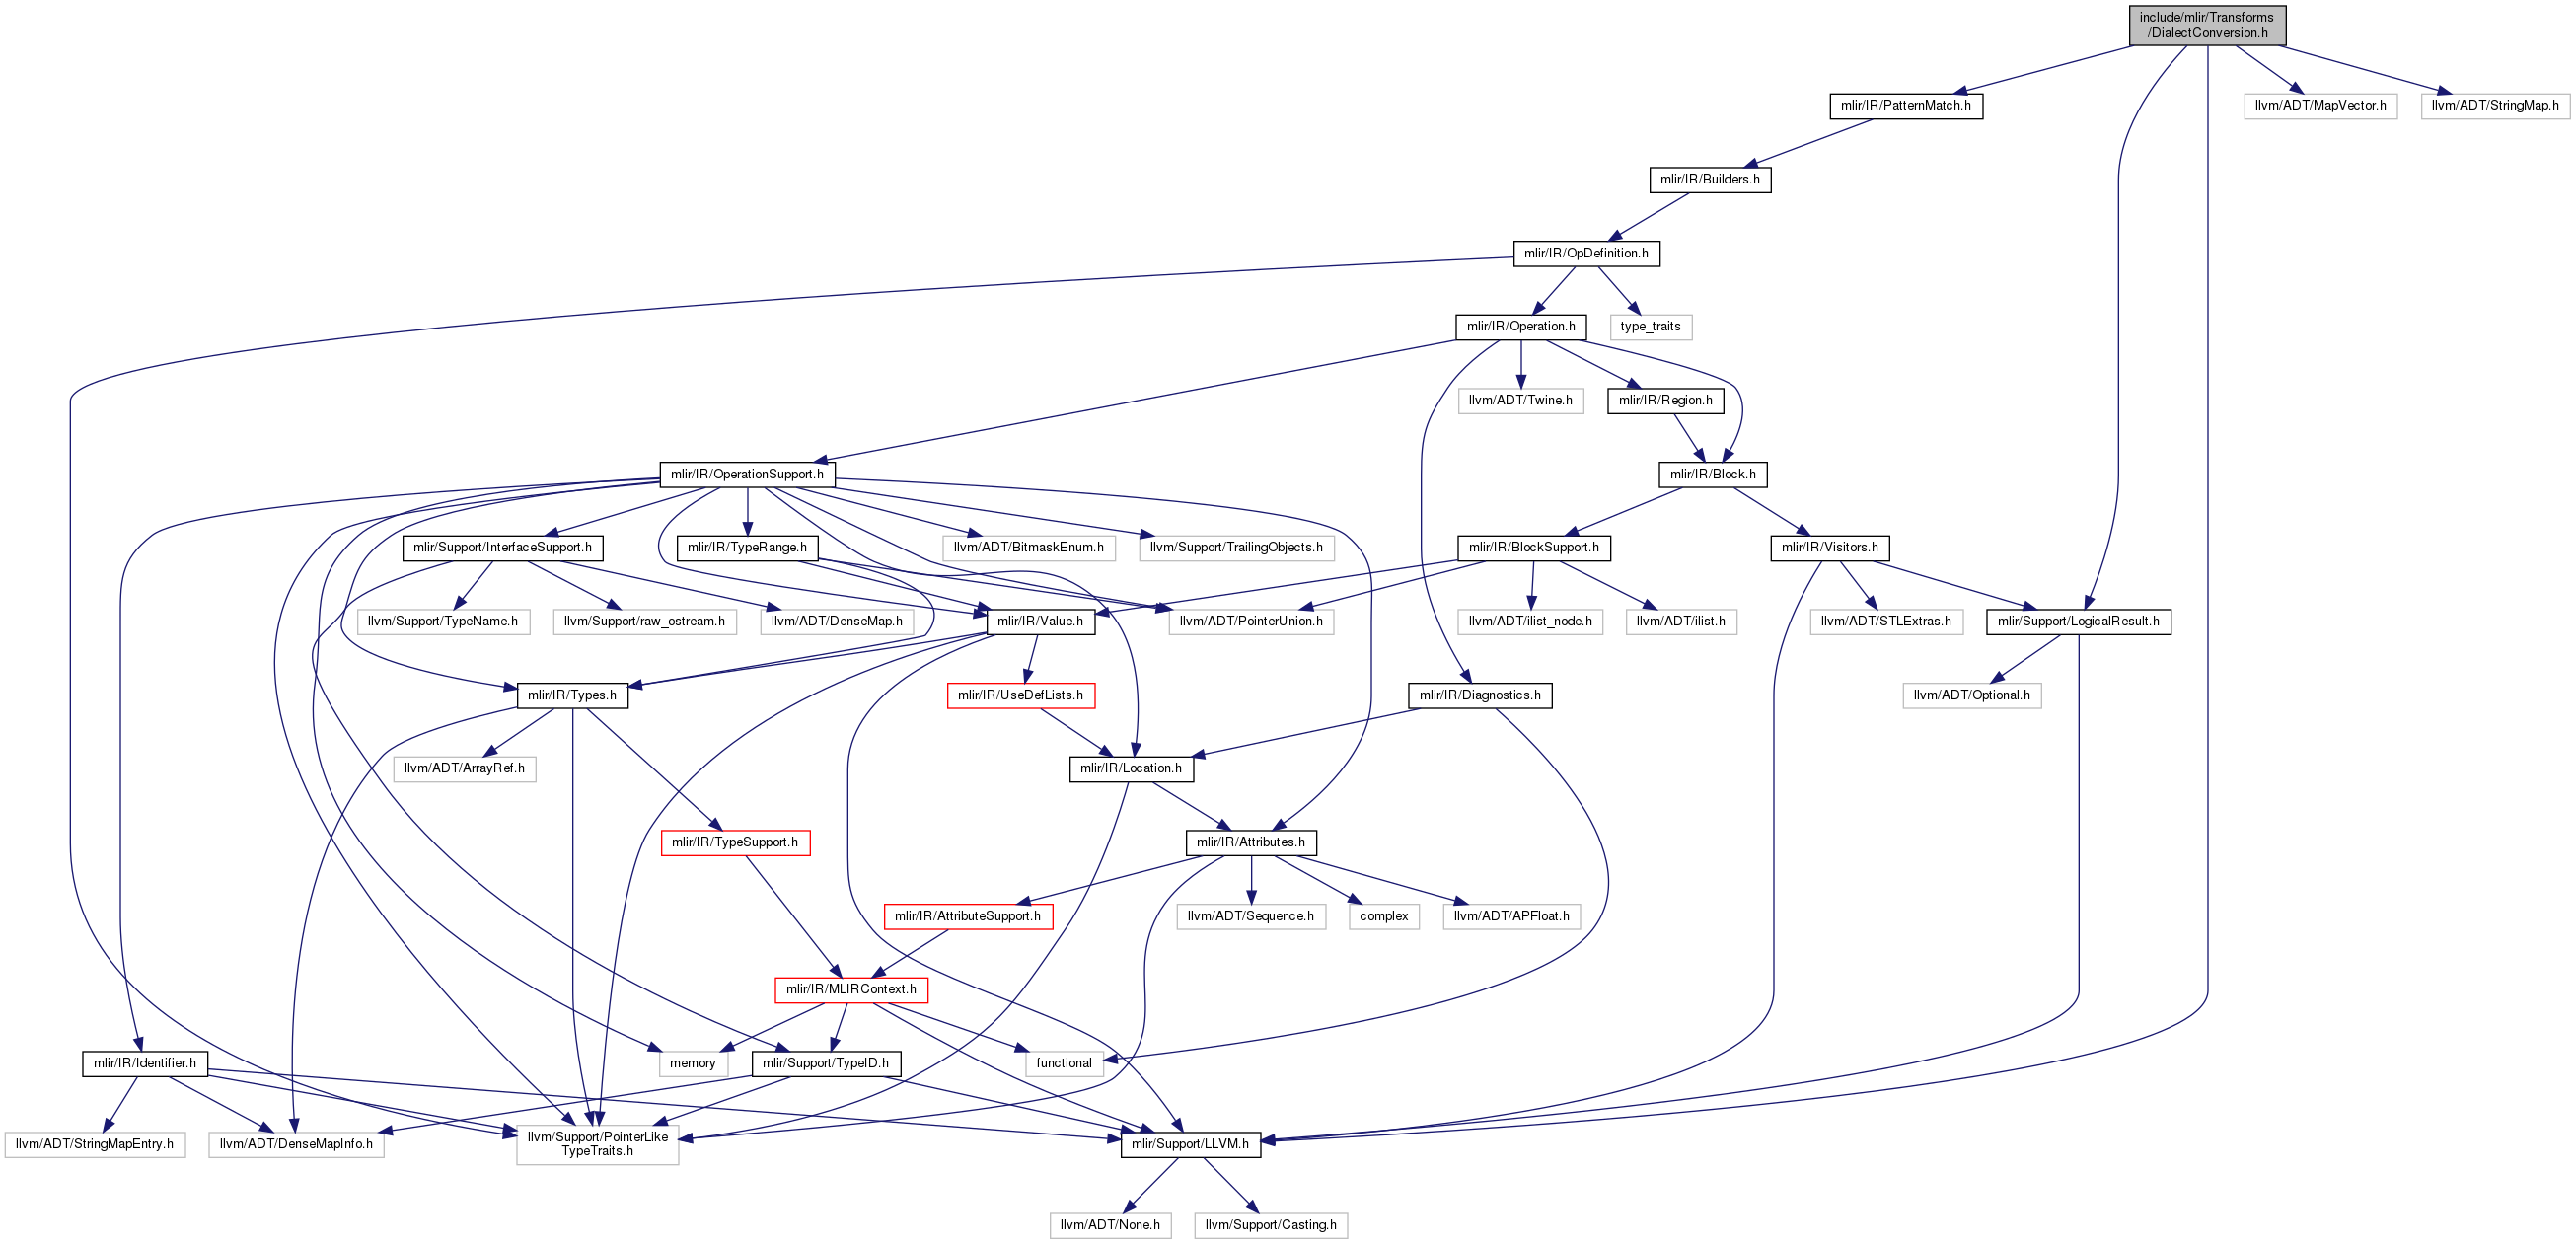 include/mlir/Transforms
/DialectConversion.h
mlir/IR/PatternMatch.h
llvm/ADT/MapVector.h
llvm/ADT/StringMap.h
mlir/IR/Builders.h
mlir/IR/OpDefinition.h
mlir/IR/Operation.h
type_traits
llvm/ADT/Twine.h
mlir/IR/Region.h
mlir/IR/OperationSupport.h
mlir/IR/Block.h
mlir/Support/InterfaceSupport.h
mlir/IR/TypeRange.h
llvm/ADT/BitmaskEnum.h
llvm/Support/TrailingObjects.h
mlir/IR/BlockSupport.h
mlir/IR/Visitors.h
llvm/Support/TypeName.h
llvm/Support/raw_ostream.h
llvm/ADT/DenseMap.h
mlir/IR/Value.h
llvm/ADT/PointerUnion.h
llvm/ADT/ilist_node.h
llvm/ADT/ilist.h
llvm/ADT/STLExtras.h
mlir/Support/LogicalResult.h
mlir/IR/Types.h
mlir/IR/UseDefLists.h
mlir/IR/Diagnostics.h
llvm/ADT/Optional.h
llvm/ADT/ArrayRef.h
mlir/IR/Location.h
mlir/IR/TypeSupport.h
mlir/IR/Attributes.h
mlir/IR/AttributeSupport.h
llvm/ADT/Sequence.h
complex
llvm/ADT/APFloat.h
mlir/IR/MLIRContext.h
mlir/IR/Identifier.h
memory
mlir/Support/TypeID.h
functional
llvm/ADT/StringMapEntry.h
llvm/ADT/DenseMapInfo.h
llvm/Support/PointerLike
TypeTraits.h
mlir/Support/LLVM.h
llvm/ADT/None.h
llvm/Support/Casting.h